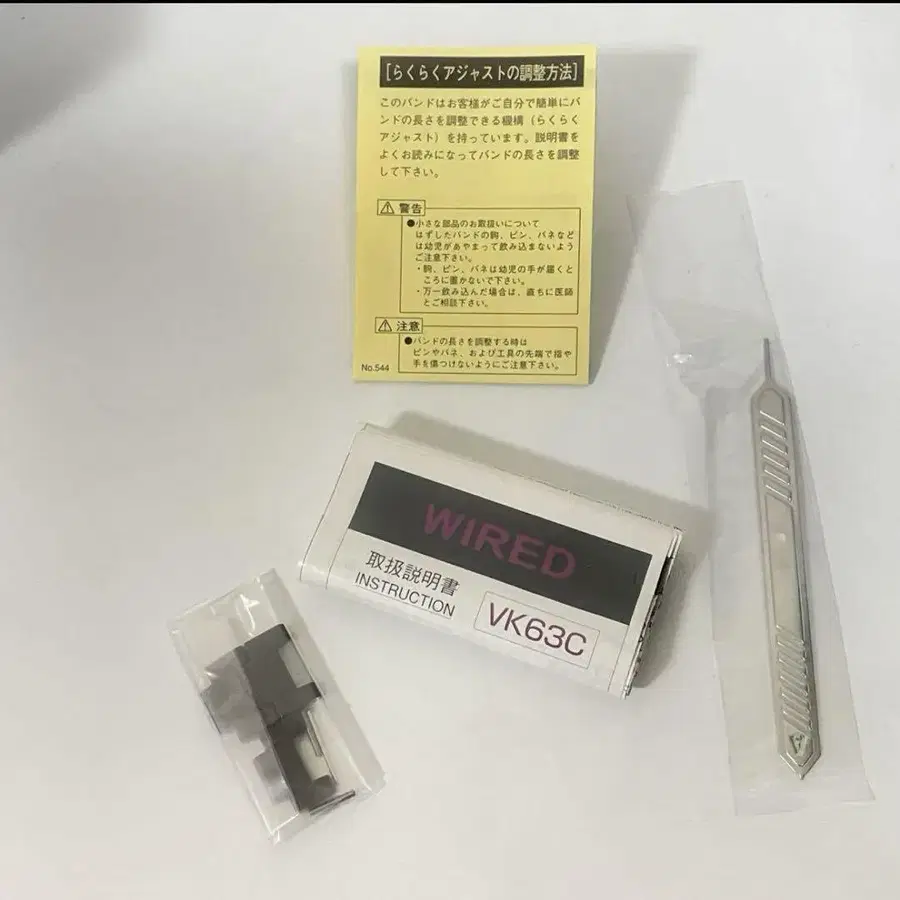 [らくらくアジャストの調整方法]
このバンドはお客様がご自分で簡単にバ
ンドの長さを調整できる機構（らくらく
アジャスト）を持っています。説明書を
よくお読みになってバンドの長さを調整
して下さい。
⚠ 警告
●小さな部品のお取扱いについて
はずしたバンドの駒、ピン、バネなど
は幼児があやまって飲み込まないよう
ご注意下さい。
・駒、ピン、バネは幼児の手が届くと
ころに置かないで下さい。
・万一飲み込んだ場合は、直ちに医師
とご相談下さい。
⚠ 注意
●バンドの長さを調整する時は
ピンやバネ、および工具の先端で指や
手を傷つけないようにご注意下さい。
No.544
WIRED
取扱説明書
INSTRUCTION
VK63C